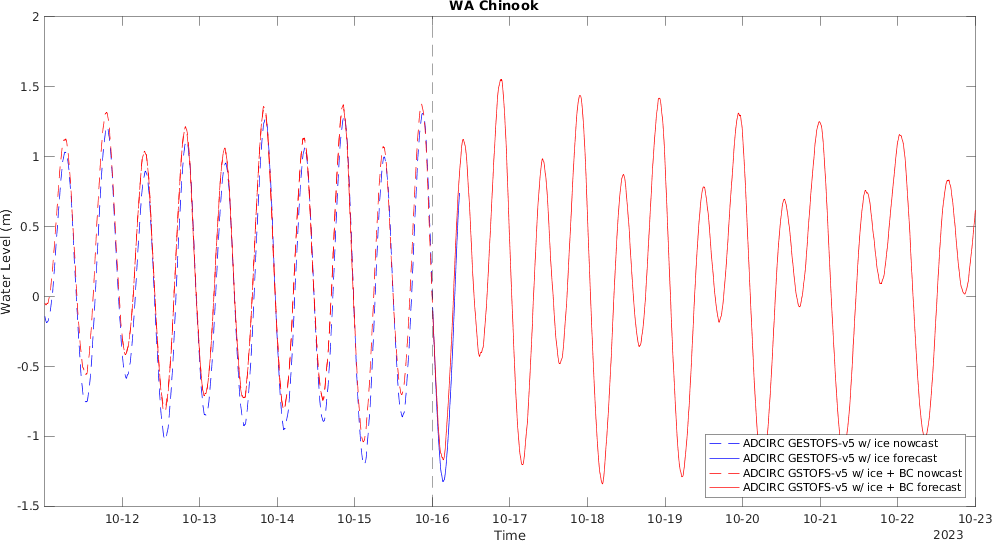 WA Chinook
Water Level (m)
2
1.5
1
0.5
0
-0.5
-1
-1.5
ADCIRC GESTOFS-v5 w/ ice nowcast
ADCIRC GESTOFS-v5 w/ ice forecast
ADCIRC GSTOFS-v5 w/ ice + BC nowcast
ADCIRC GSTOFS-v5 w/ ice + BC forecast
10-12 10-13 10-14 10-15 10-16 10-17 10-18 10-19 10-20 10-21 10-22 10-23
Time
2023